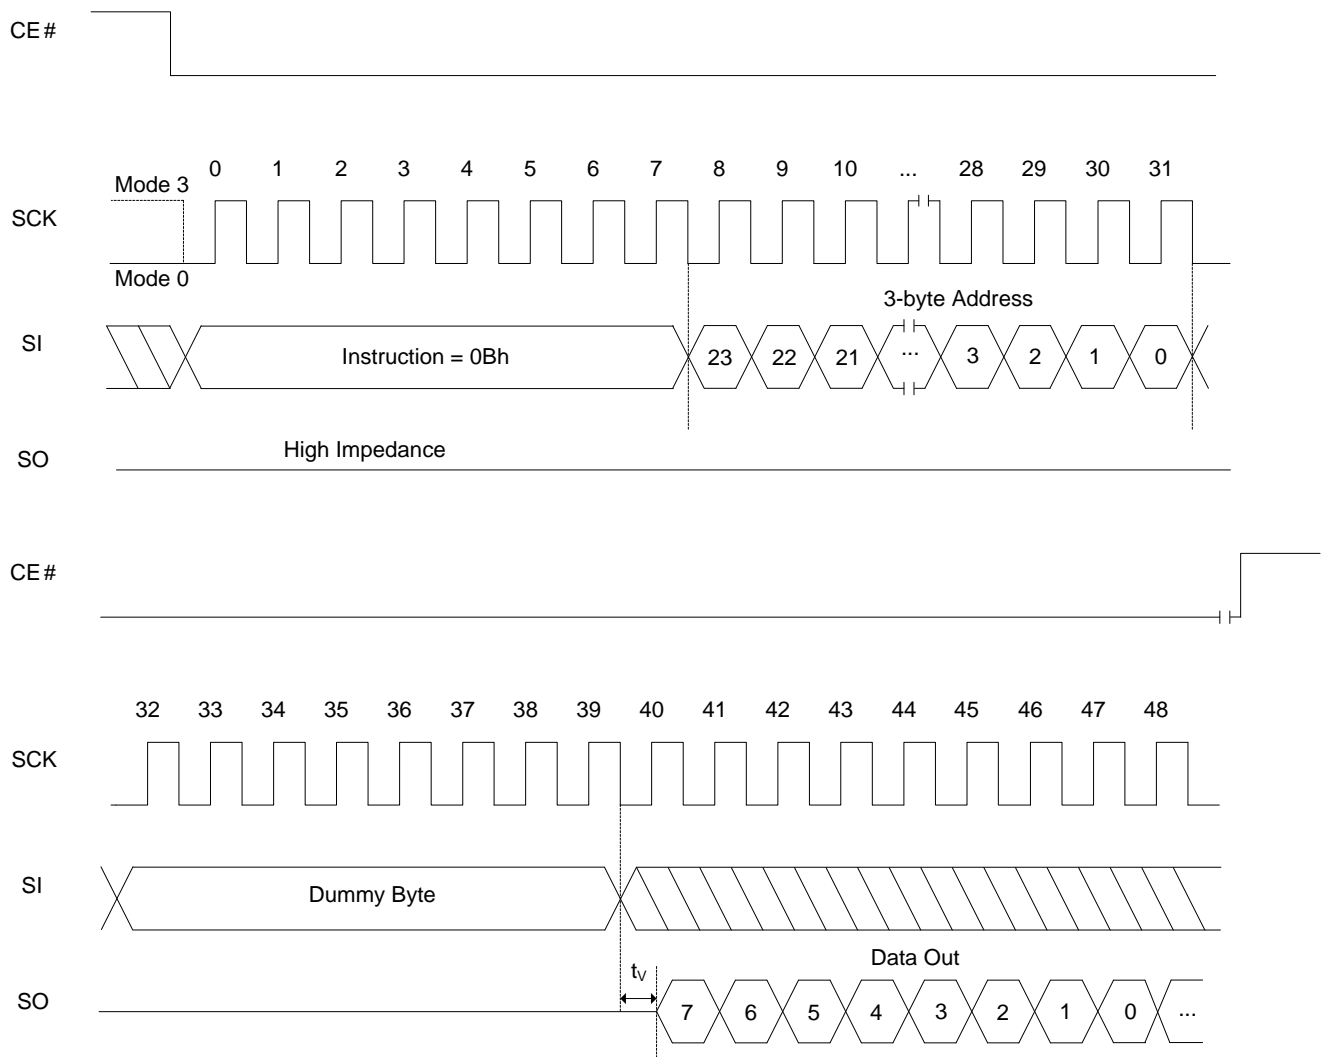 CE#
0 1 2 3 4 5 6 7 8 9 10 ... 28 29 30 31
Mode 3
SCK
Mode 0
3-byte Address
SI
Instruction = 0Bh
23 22 21 ... 3 2 1 0
High Impedance
SO
CE#
32 33 34 35 36 37 38 39 40 41 42 43 44 45 46 47 48
SCK
SI
Dummy Byte
Data Out
tV
SO
7 6 5 4 3 2 1 0 ...